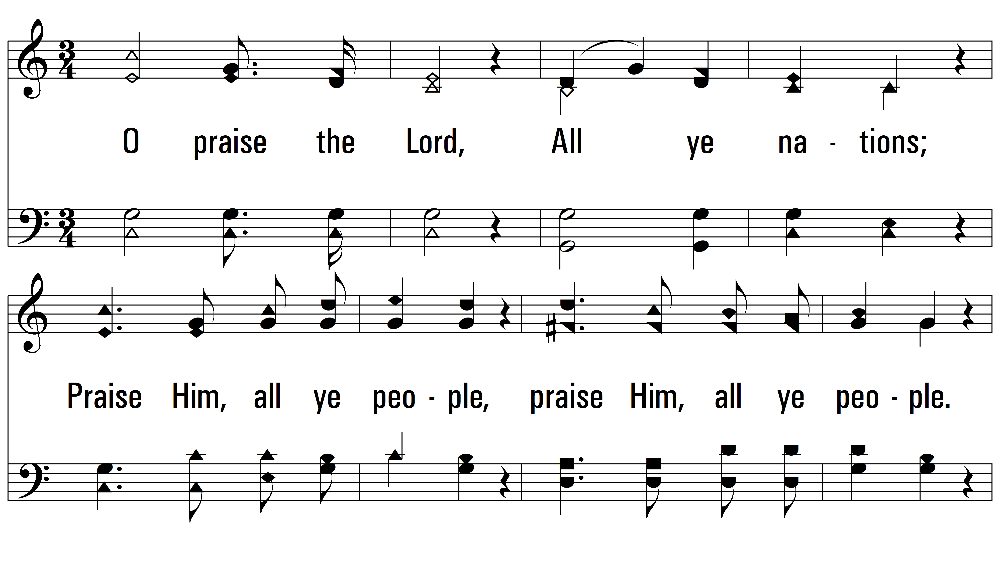 O praise the Lord, All ye na - tions;
Praise Him, all ye peo - ple, praise Him, all ye peo - ple.